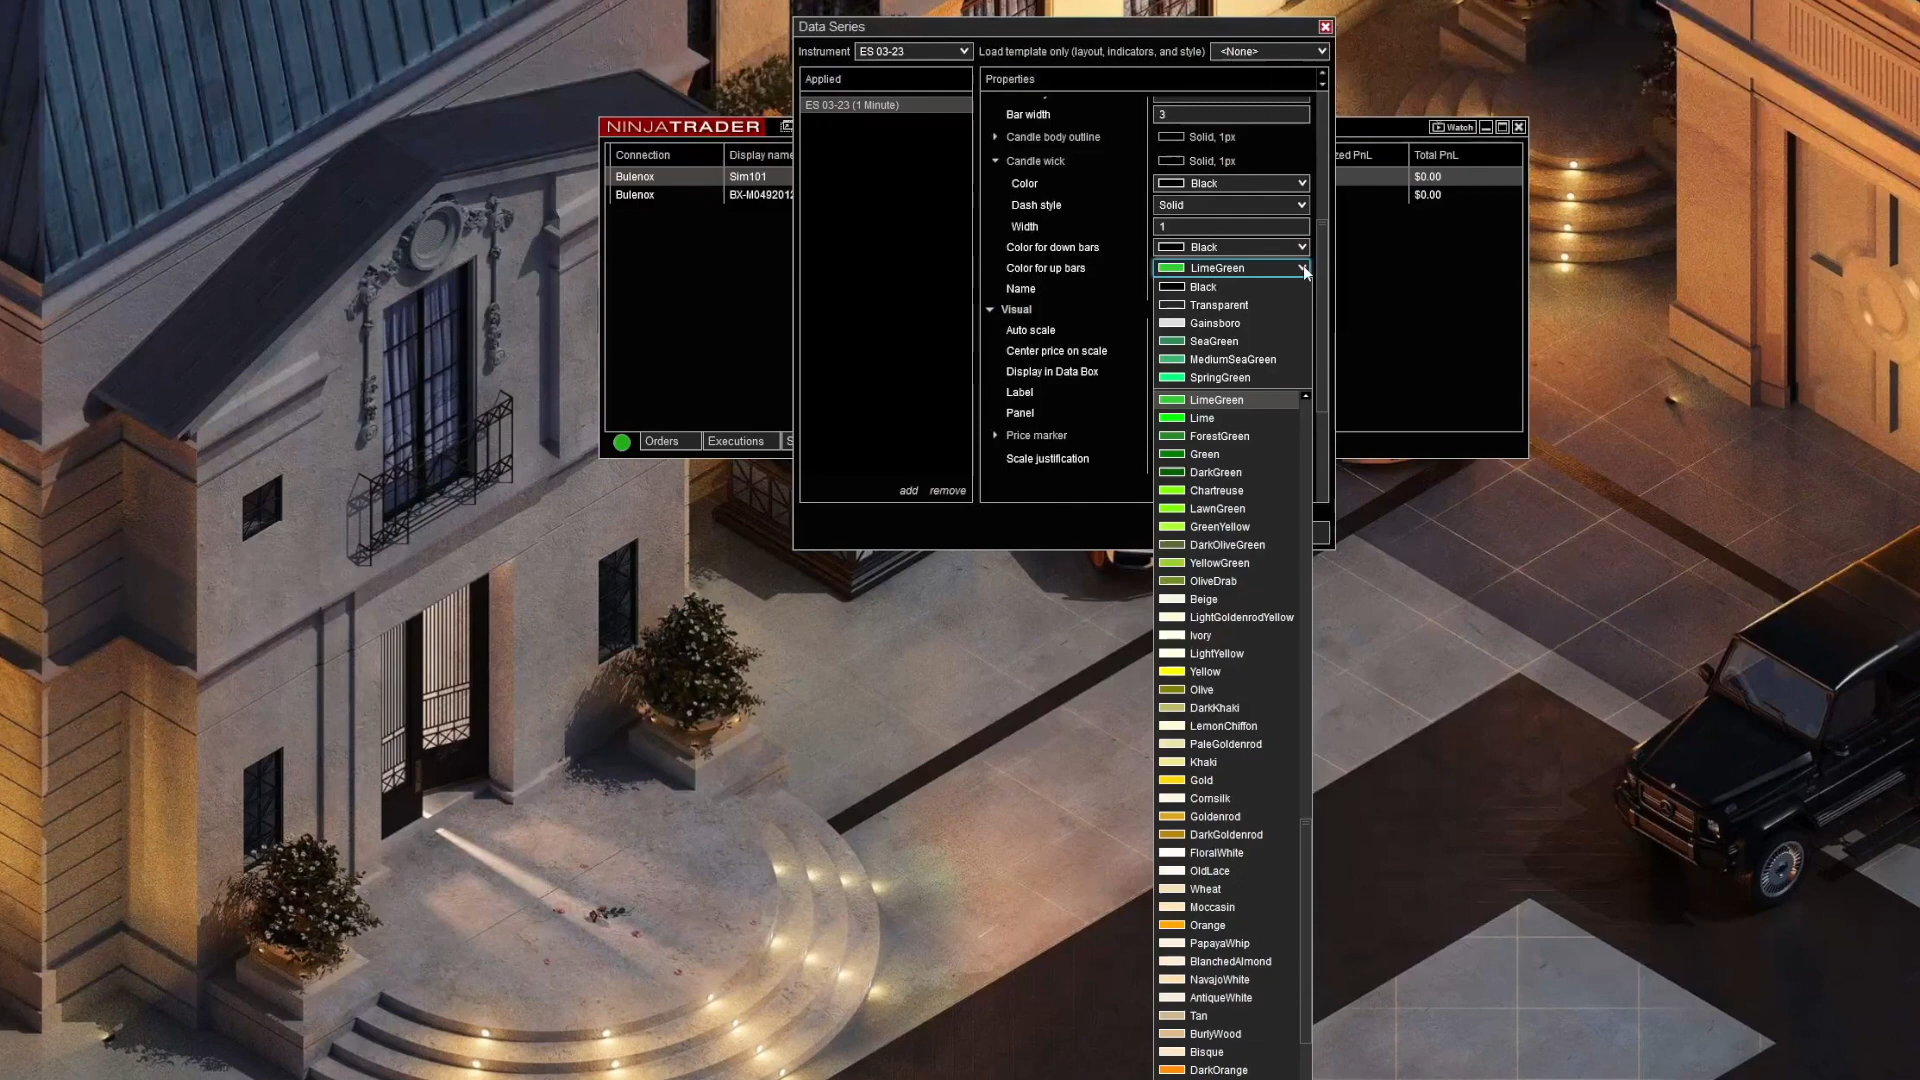 Data Series
Instrument ES 03-23 Load template only (layout, indicators, and style) <None>
Applied
Properties
ES 03-23 (1 Minute)
Bar width 3
Candle body outline Solid, 1px
Candle wick Solid, 1px
Color Black
Dash style Solid
Width 1
Color for down bars Black
Color for up bars LimeGreen
Name
Visual
Auto scale
Center price on scale
Display in Data Box
Label
Panel
Price marker
Scale justification
add remove
Black
Transparent
Gainsboro
SeaGreen
MediumSeaGreen
SpringGreen
LimeGreen
Lime
ForestGreen
Green
DarkGreen
Chartreuse
LawnGreen
GreenYellow
DarkOliveGreen
YellowGreen
OliveDrab
Beige
LightGoldenrodYellow
Ivory
LightYellow
Yellow
Olive
DarkKhaki
LemonChiffon
PaleGoldenrod
Khaki
Gold
Cornsilk
Goldenrod
DarkGoldenrod
FloralWhite
OldLace
Wheat
Moccasin
Orange
PapayaWhip
BlanchedAlmond
NavajoWhite
AntiqueWhite
Tan
BurlyWood
Bisque
DarkOrange
NINJATRADER
Watch
Connection Display name zed PnL Total PnL
Bulenox Sim101 $0.00
Bulenox BX-M0492012 $0.00
Orders Executions S